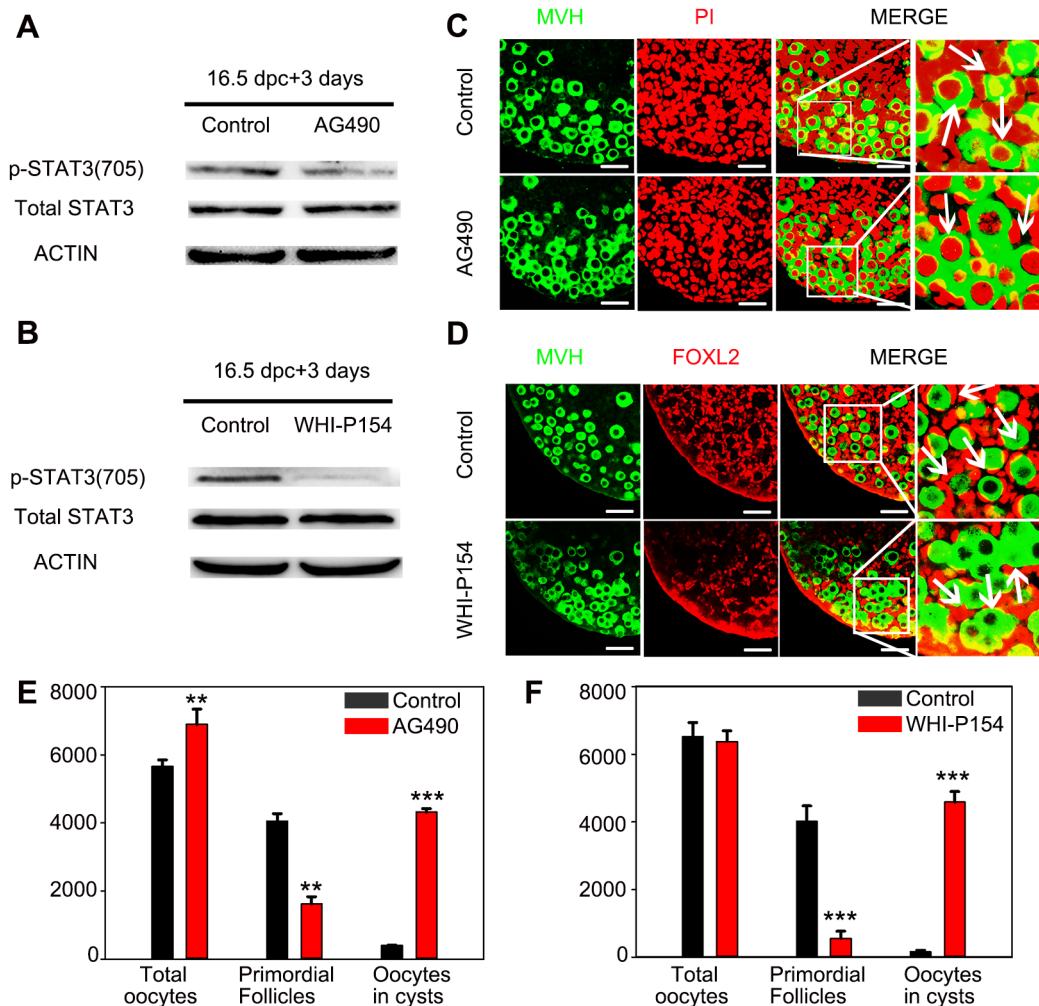 A
16.5 dpc+3 days
Control AG490
p-STAT3(705)
Total STAT3
ACTIN
B
16.5 dpc+3 days
Control WHI-P154
p-STAT3(705)
Total STAT3
ACTIN
C
MVH PI MERGE
Control
AG490
D
MVH FOXL2 MERGE
Control
WHI-P154
E
8000
6000
4000
2000
0
Control
AG490
**
**
***
Total oocytes
Primordial Follicles
Oocytes in cysts
F
8000
6000
4000
2000
0
Control
WHI-P154
***
***
Total oocytes
Primordial Follicles
Oocytes in cysts